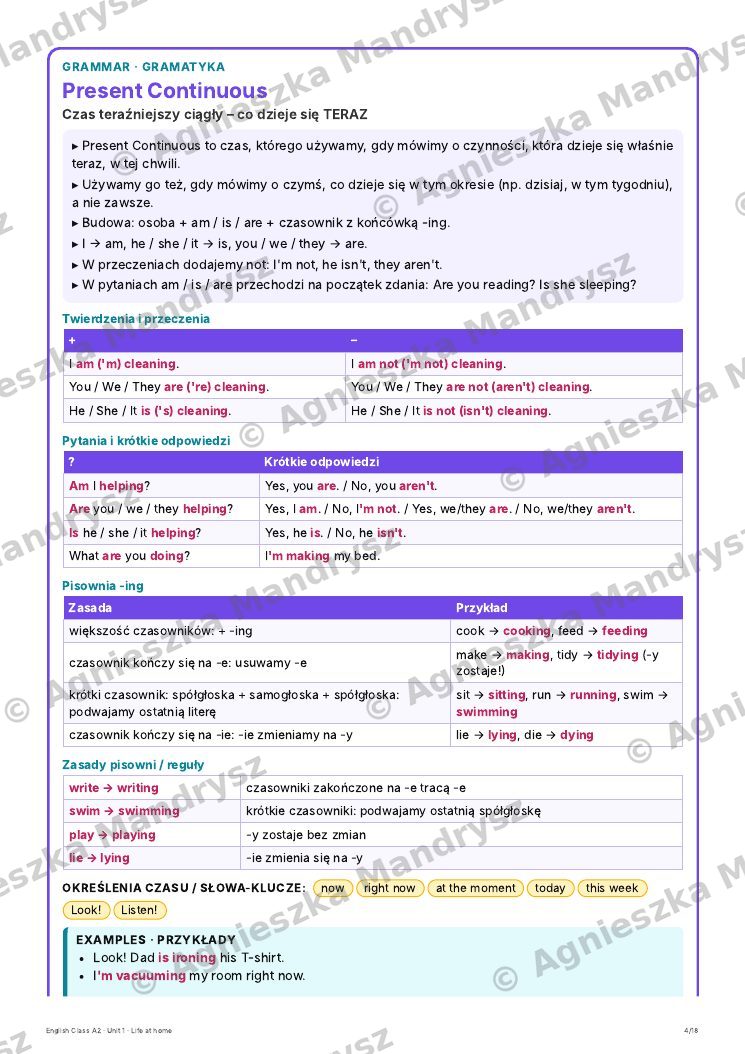 GRAMMAR · GRAMATYKA
Present Continuous
Czas teraźniejszy ciągły – co dzieje się TERAZ
▸ Present Continuous to czas, którego używamy, gdy mówimy o czynności, która dzieje się właśnie
teraz, w tej chwili.
▸ Używamy go też, gdy mówimy o czymś, co dzieje się w tym okresie (np. dzisiaj, w tym tygodniu),
a nie zawsze.
▸ Budowa: osoba + am / is / are + czasownik z końcówką -ing.
▸ I → am, he / she / it → is, you / we / they → are.
▸ W przeczeniach dodajemy not: I'm not, he isn't, they aren't.
▸ W pytaniach am / is / are przechodzi na początek zdania: Are you reading? Is she sleeping?
Twierdzenia i przeczenia
+ –
I am ('m) cleaning. I am not ('m not) cleaning.
You / We / They are ('re) cleaning. You / We / They are not (aren't) cleaning.
He / She / It is ('s) cleaning. He / She / It is not (isn't) cleaning.
Pytania i krótkie odpowiedzi
? Krótkie odpowiedzi
Am I helping? Yes, you are. / No, you aren't.
Are you / we / they helping? Yes, I am. / No, I'm not. / Yes, we/they are. / No, we/they aren't.
Is he / she / it helping? Yes, he is. / No, he isn't.
What are you doing? I'm making my bed.
Pisownia -ing
Zasada Przykład
większość czasowników: + -ing cook → cooking, feed → feeding
czasownik kończy się na -e: usuwamy -e make → making, tidy → tidying (-y
zostaje!)
krótki czasownik: spółgłoska + samogłoska + spółgłoska: sit → sitting, run → running, swim →
podwajamy ostatnią literę swimming
czasownik kończy się na -ie: -ie zmieniamy na -y lie → lying, die → dying
Zasady pisowni / reguły
write → writing czasowniki zakończone na -e tracą -e
swim → swimming krótkie czasowniki: podwajamy ostatnią spółgłoskę
play → playing -y zostaje bez zmian
lie → lying -ie zmienia się na -y
OKREŚLENIA CZASU / SŁOWA-KLUCZE: now right now at the moment today this week
Look! Listen!
EXAMPLES · PRZYKŁADY
• Look! Dad is ironing his T-shirt.
• I'm vacuuming my room right now.
English Class A2 · Unit 1 · Life at home 4/18
© Agnieszka Mandrysz